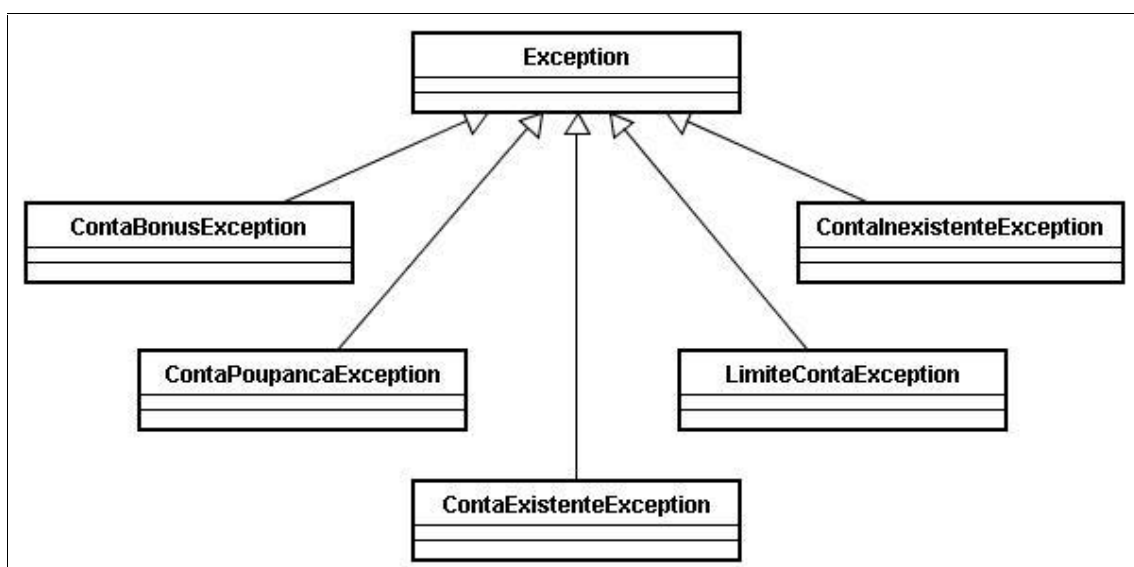 Exception
ContaBonusException
ContaInexistenteException
ContaPoupancaException
LimiteContaException
ContaExistenteException